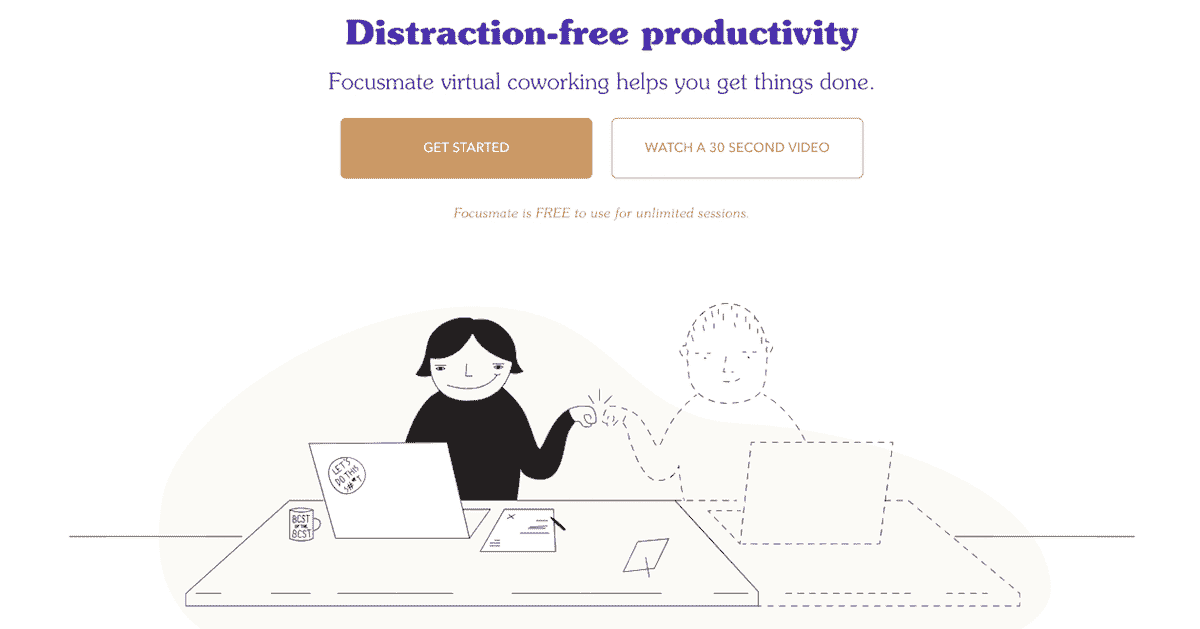 Distraction-free productivity
Focusmate virtual coworking helps you get things done.
GET STARTED
WATCH A 30 SECOND VIDEO
Focusmate is FREE to use for unlimited sessions.
LET'S
DO THIS
S#*T
BEST
OF THE
BEST